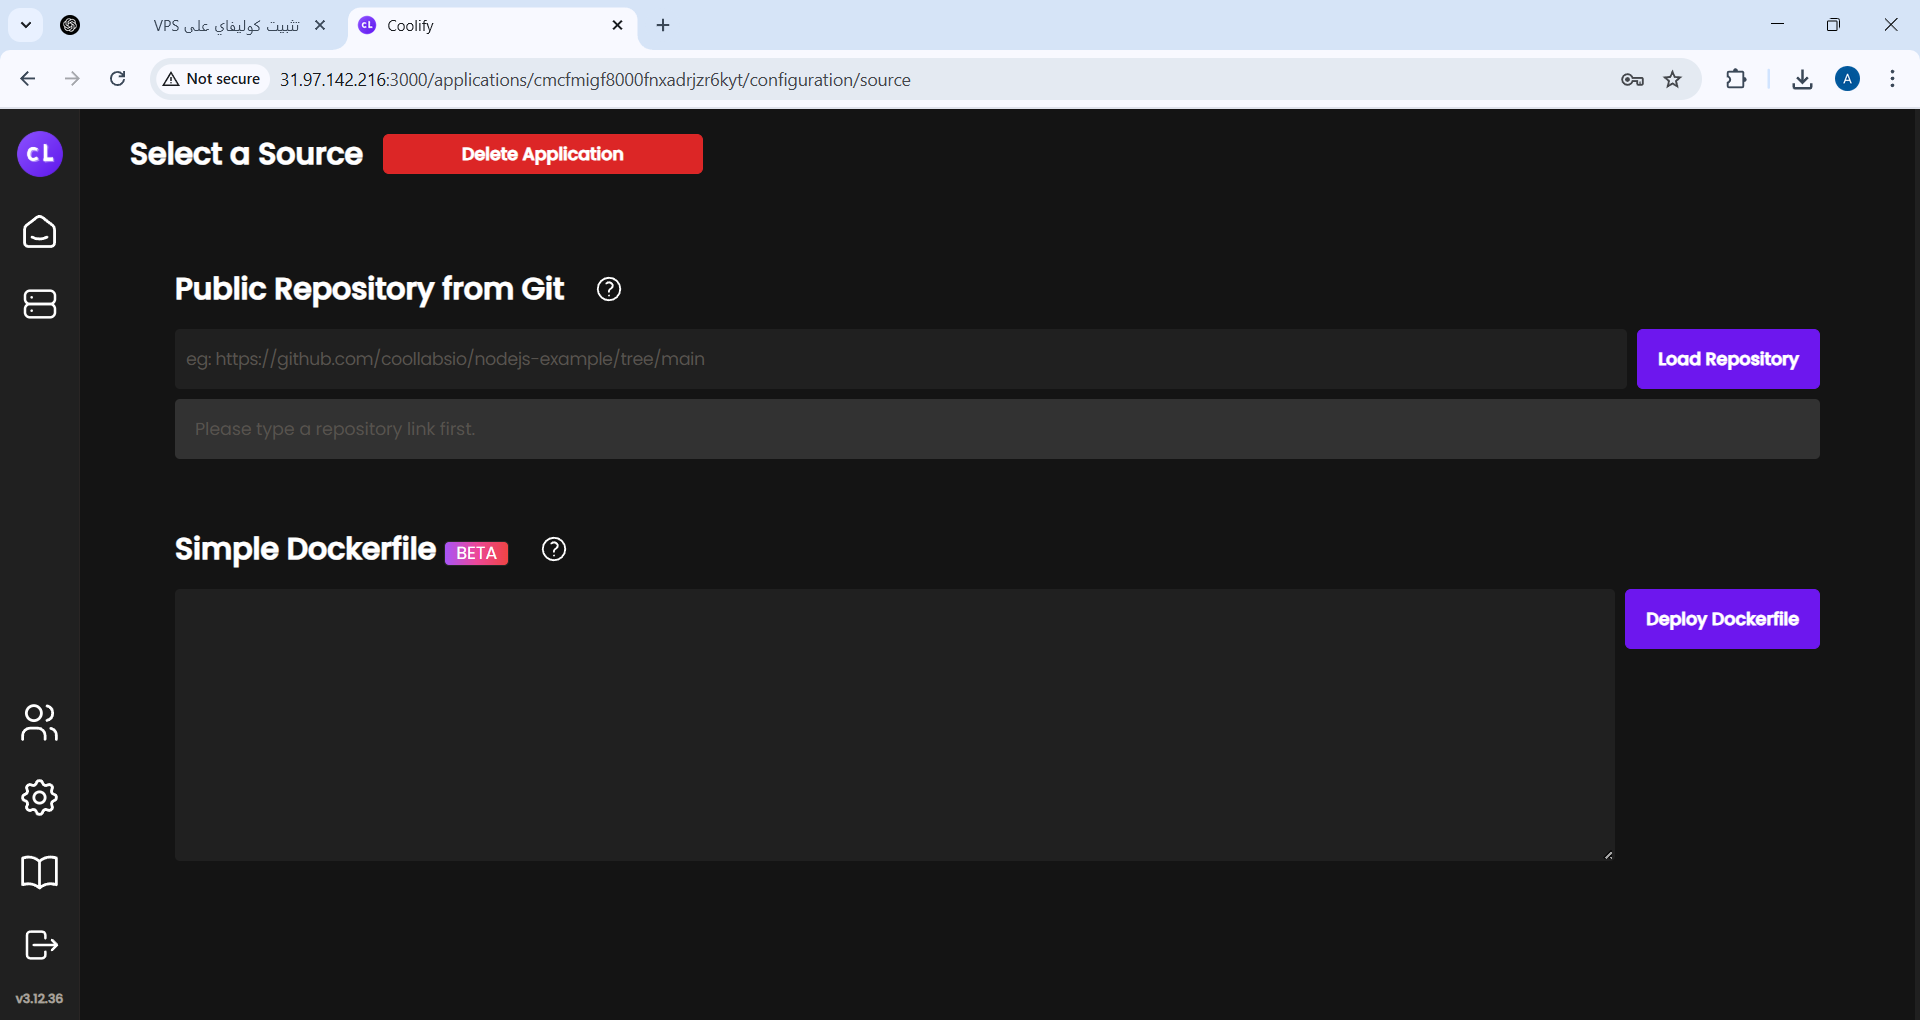 تثبيت كوليفاي على VPS
cL Coolify
Not secure 31.97.142.216:3000/applications/cmcfmigf8000fnxadrjzr6kyt/configuration/source A
cL
Select a Source Delete Application
Public Repository from Git ?
eg: https://github.com/coollabsio/nodejs-example/tree/main Load Repository
Please type a repository link first.
Simple Dockerfile BETA ?
Deploy Dockerfile
v3.12.36